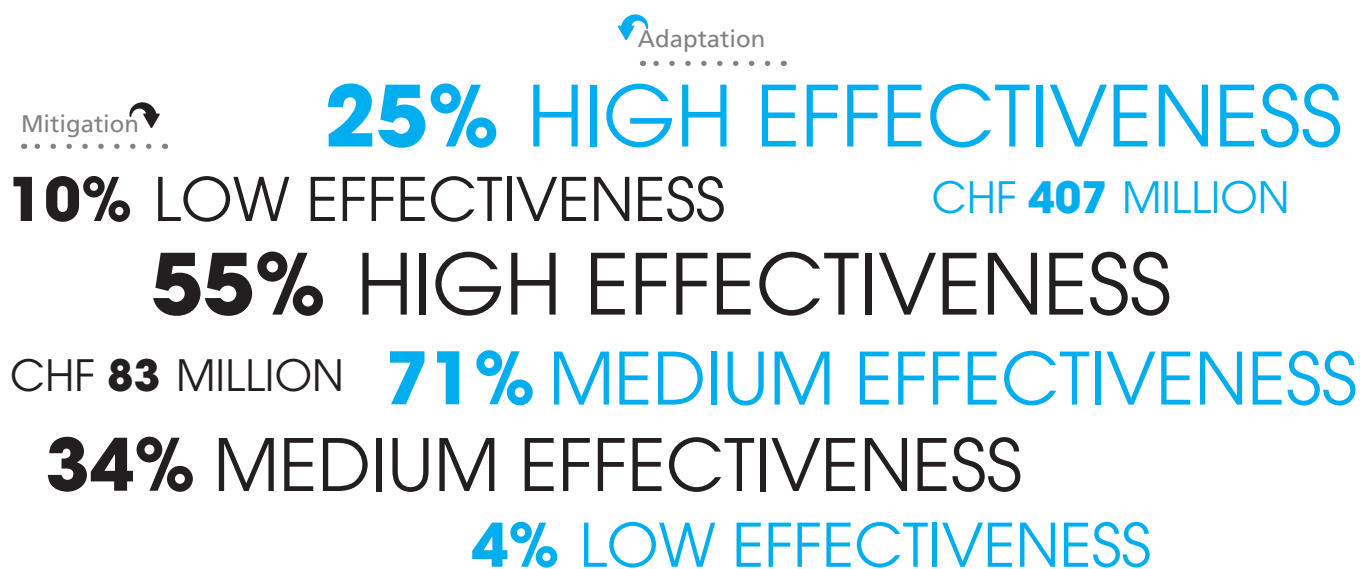 Adaptation
25% HIGH EFFECTIVENESS
Mitigation
10% LOW EFFECTIVENESS
CHF 407 MILLION
55% HIGH EFFECTIVENESS
CHF 83 MILLION
71% MEDIUM EFFECTIVENESS
34% MEDIUM EFFECTIVENESS
4% LOW EFFECTIVENESS